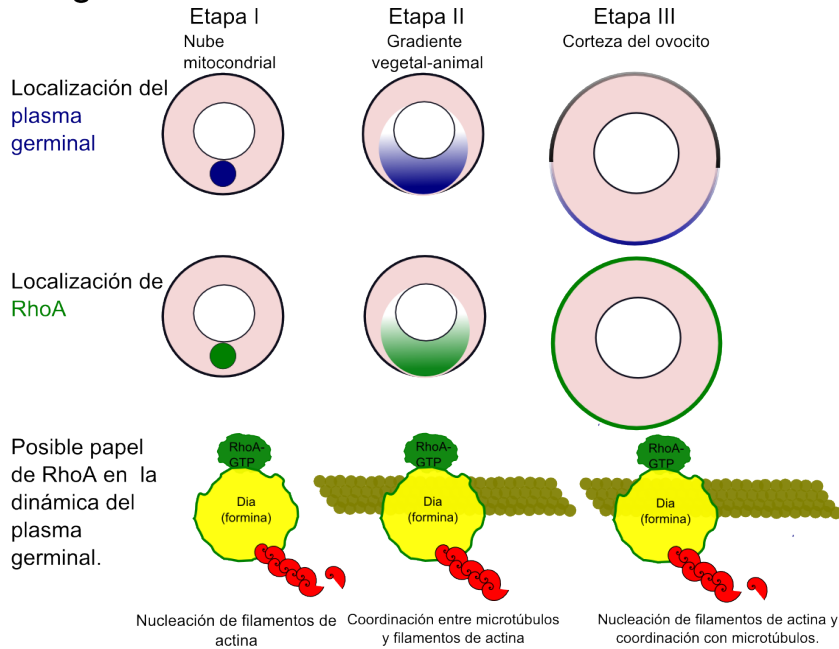 Etapa I
Etapa II
Etapa III
Nube
mitocondrial
Gradiente
vegetal-animal
Corteza del ovocito
Localización del
plasma
germinal
Localización de
RhoA
Posible papel
de RhoA en la
dinámica del
plasma
germinal.
RhoA-
GTP
Dia
(formina)
RhoA-
GTP
Dia
(formina)
RhoA-
GTP
Dia
(formina)
Nucleación de filamentos de
actina
Coordinación entre microtúbulos
y filamentos de actina
Nucleación de filamentos de actina y
coordinación con microtúbulos.